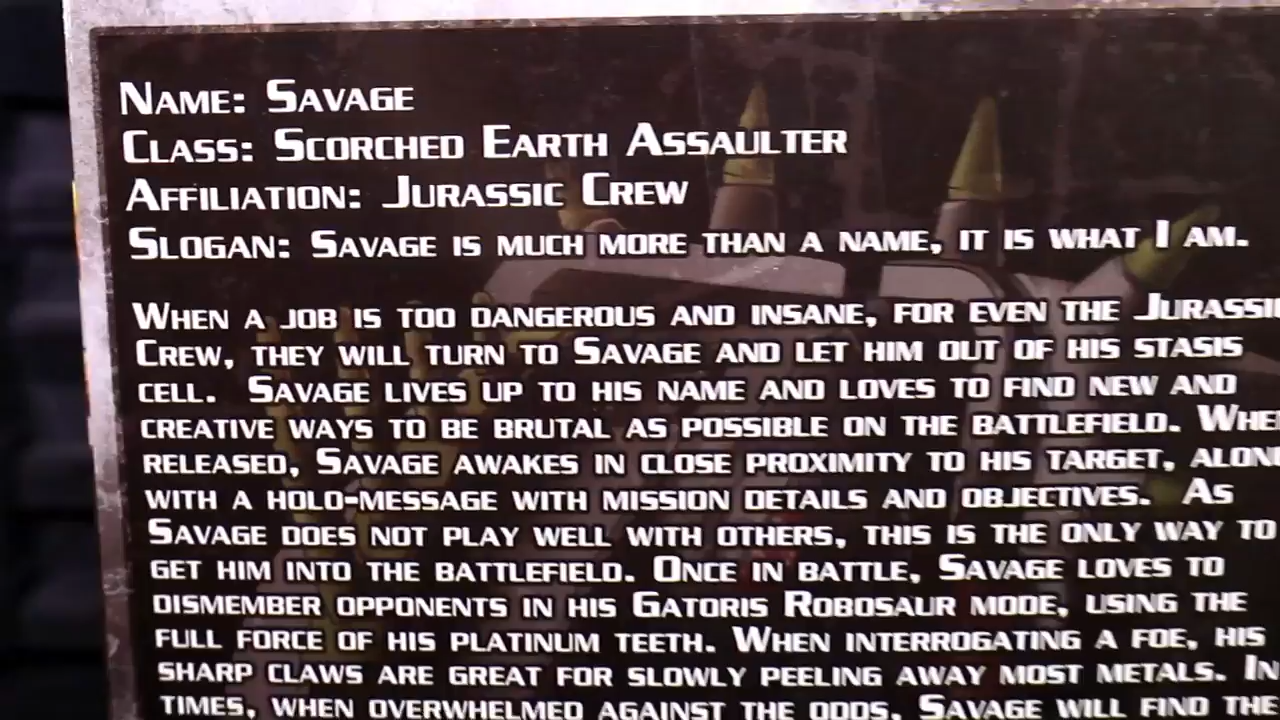 Name: Savage
Class: Scorched Earth Assaulter
Affiliation: Jurassic Crew
Slogan: Savage is much more than a name, it is what I am.
When a job is too dangerous and insane, for even the
Crew, they will turn to Savage and let him out of his stasis
cell. Savage lives up to his name and loves to find new and
creative ways to be brutal as possible on the battlefield.
released, Savage awakes in close proximity to his target,
with a holo-message with mission details and objectives. As
Savage does not play well with others, this is the only way to
get him into the battlefield. Once in battle, Savage loves to
dismember opponents in his Gatoris Robosaur mode, using the
full force of his platinum teeth. When interrogating a foe, his
sharp claws are great for slowly peeling away most metals. In
times, when overwhelmed against the odds, Savage will find the